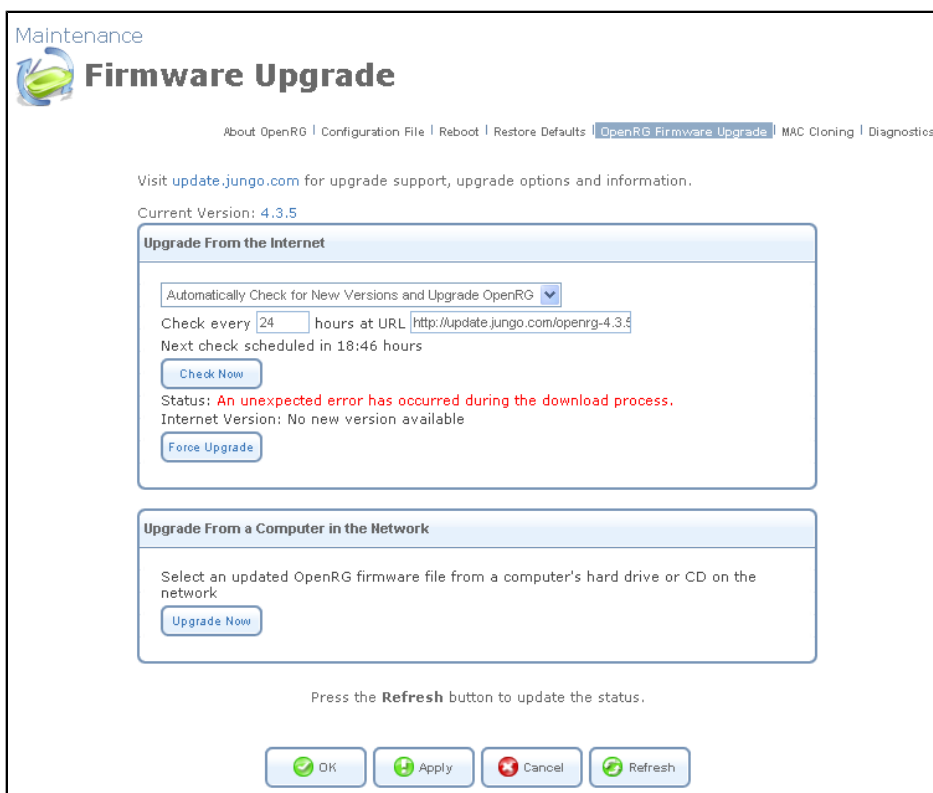 Maintenance
Firmware Upgrade
About OpenRG | Configuration File | Reboot | Restore Defaults | OpenRG Firmware Upgrade | MAC Cloning | Diagnostics
Visit update.jungo.com for upgrade support, upgrade options and information.
Current Version: 4.3.5
Upgrade From the Internet
Automatically Check for New Versions and Upgrade OpenRG
Check every 24 hours at URL http://update.jungo.com/openrg-4.3.5
Next check scheduled in 18:46 hours
Check Now
Status: An unexpected error has occurred during the download process.
Internet Version: No new version available
Force Upgrade
Upgrade From a Computer in the Network
Select an updated OpenRG firmware file from a computer's hard drive or CD on the
network
Upgrade Now
Press the Refresh button to update the status.
OK Apply Cancel Refresh